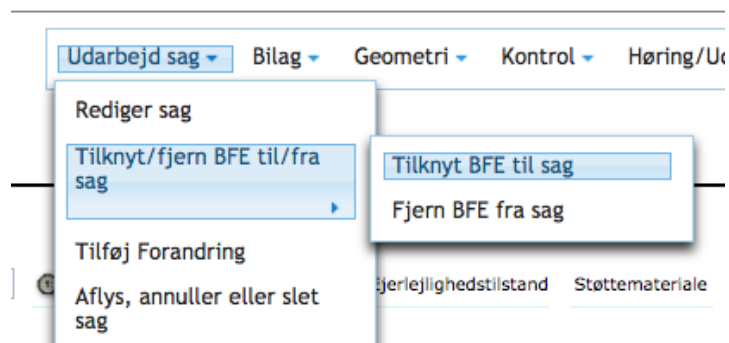 Udarbejd sag Bilag Geometri Kontrol Høring/Ud
Rediger sag
Tilknyt/fjern BFE til/fra
sag
Tilknyt BFE til sag
Fjern BFE fra sag
Tilføj Forandring
Aflys, annuller eller slet
sag
Ejerlejlighedstilstand Støttemateriale